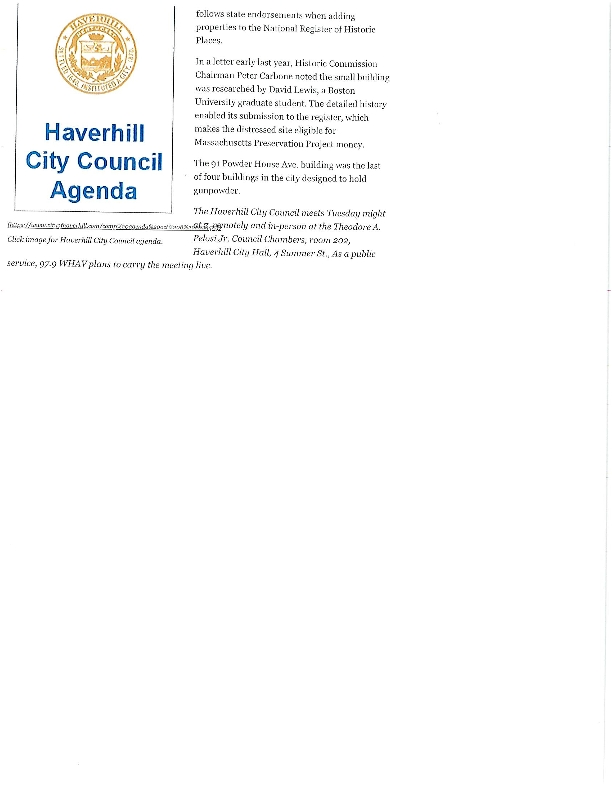 HAVERHILL
Haverhill
City Council
Agenda
Click image for Haverhill City Council agenda.
follows state endorsements when adding
properties to the National Register of Historic
Places.
In a letter early last year, Historic Commission
Chairman Peter Carbone noted the small building
was researched by David Lewis, a Boston
University graduate student. The detailed history
enabled its submission to the register, which
makes the distressed site eligible for
Massachusetts Preservation Project money.
The 91 Powder House Ave. building was the last
of four buildings in the city designed to hold
gunpowder.
The Haverhill City Council meets Tuesday night
at 7, remotely and in-person at the Theodore A.
Pelosi Jr. Council Chambers, room 202,
Haverhill City Hall, 4 Summer St., As a public
service, 97.9 WHAV plans to carry the meeting live.